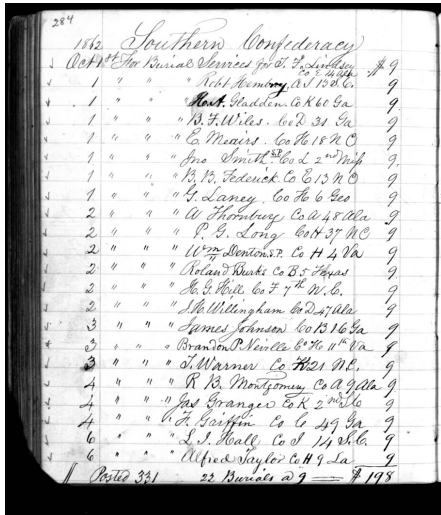 284
1862 Southern Confederacy
Oct 1st For Burial Services for T. F. Lindsey Co E 14 Ala $ 9
1 " " " Robt Hembry, A I 13 S.C. 9
1 " " " H. A. Gladden. Co K 60 Ga 9
1 " " " B. F. Wiles. Co D 31 Ga 9
1 " " " E. Meairs. Co H 18 N C 9
1 " " " Jno Smith S.P. Co L 2nd Miss 9
1 " " " B. B. Federick Co E 13 N C 9
1 " " " G. Laney. Co H 6 Geo 9
2 " " " A Thornbury Co A 48 Ala 9
2 " " " P. G. Long Co H 37 N C 9
2 " " " Wm Denton S.P. Co H 4 Va 9
2 " " " Roland Burks Co B 5 Texas 9
2 " " " H. G. Hill Co F 7th N. C. 9
2 " " " J. H. Willingham Co D 47 Ala 9
3 " " " James Johnson Co B 16 Ga 9
3 " " " Brandon P. Neville Co H 11th Va 9
3 " " " T. Warner Co K 21 N C. 9
4 " " " R B. Montgomery Co A 9 Ala 9
4 " " " Jas Granger Co K 2nd S C 9
4 " " " F. Gaiffin Co C 49 Ga 9
6 " " " L. I. Hall Co I 14 S. C. 9
6 " " " Alfred Taylor Co H 9 La 9
Posted 331 22 Burials a 9 $ 198